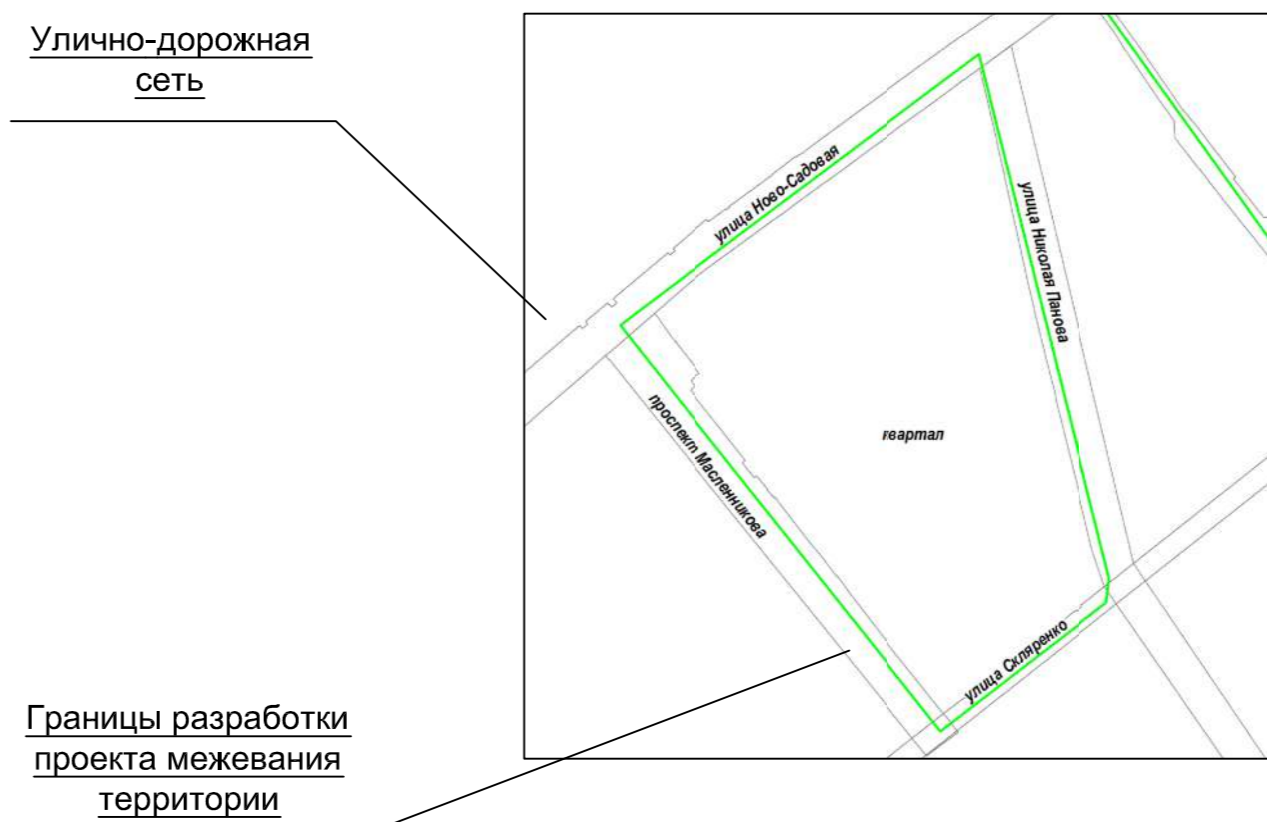 Улично-дорожная
сеть
улица Ново-Садовая
улица Николая Панова
квартал
проспект Масленникова
улица Скляренко
Границы разработки
проекта межевания
территории